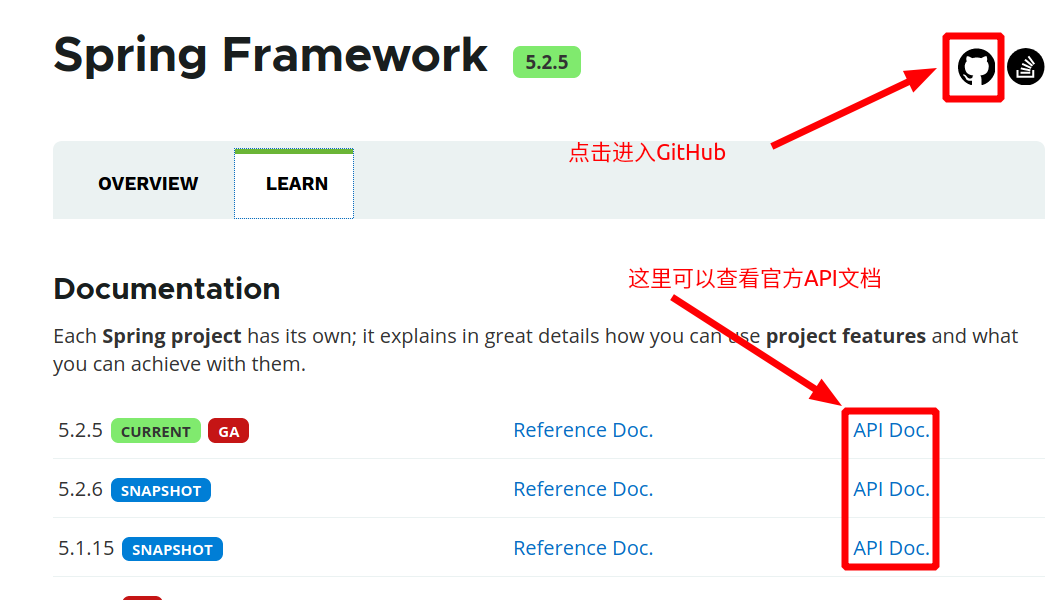 Spring Framework 5.2.5
点击进入GitHub
OVERVIEW LEARN
这里可以查看官方API文档
Documentation
Each Spring project has its own; it explains in great details how you can use project features and what
you can achieve with them.
5.2.5 CURRENT GA Reference Doc. API Doc.
5.2.6 SNAPSHOT Reference Doc. API Doc.
5.1.15 SNAPSHOT Reference Doc. API Doc.